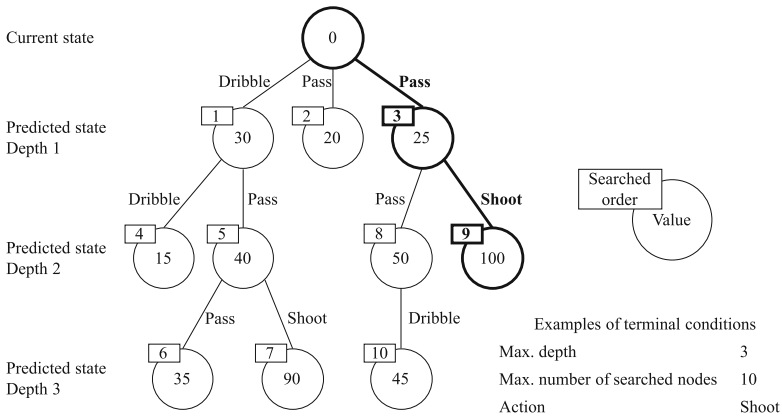 Current state
0
Dribble
Pass
Pass
Predicted state
Depth 1
1
30
2
20
3
25
Searched
order
Value
Dribble
Pass
Pass
Shoot
Predicted state
Depth 2
4
15
5
40
8
50
9
100
Pass
Shoot
Dribble
Predicted state
Depth 3
6
35
7
90
10
45
Examples of terminal conditions
Max. depth 3
Max. number of searched nodes 10
Action Shoot